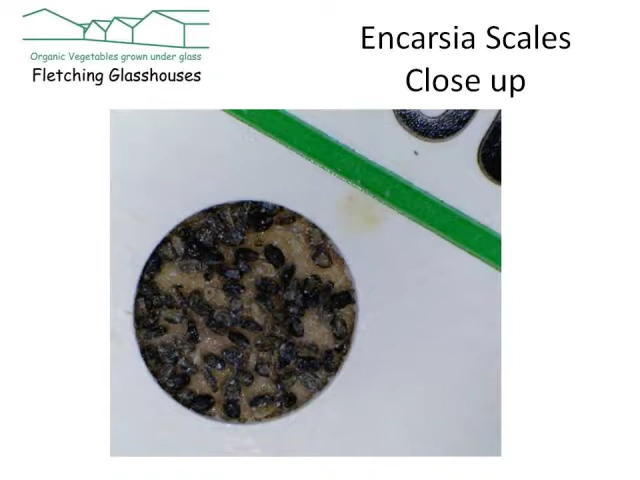 Organic Vegetables grown under glass
Fletching Glasshouses
Encarsia Scales
Close up